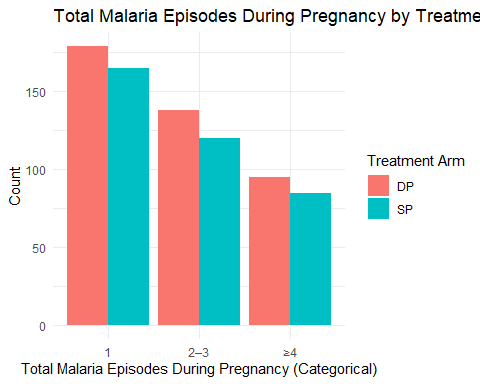 Total Malaria Episodes During Pregnancy by Treatme
Count
150
100
50
0
1
2–3
≥4
Total Malaria Episodes During Pregnancy (Categorical)
Treatment Arm
DP
SP